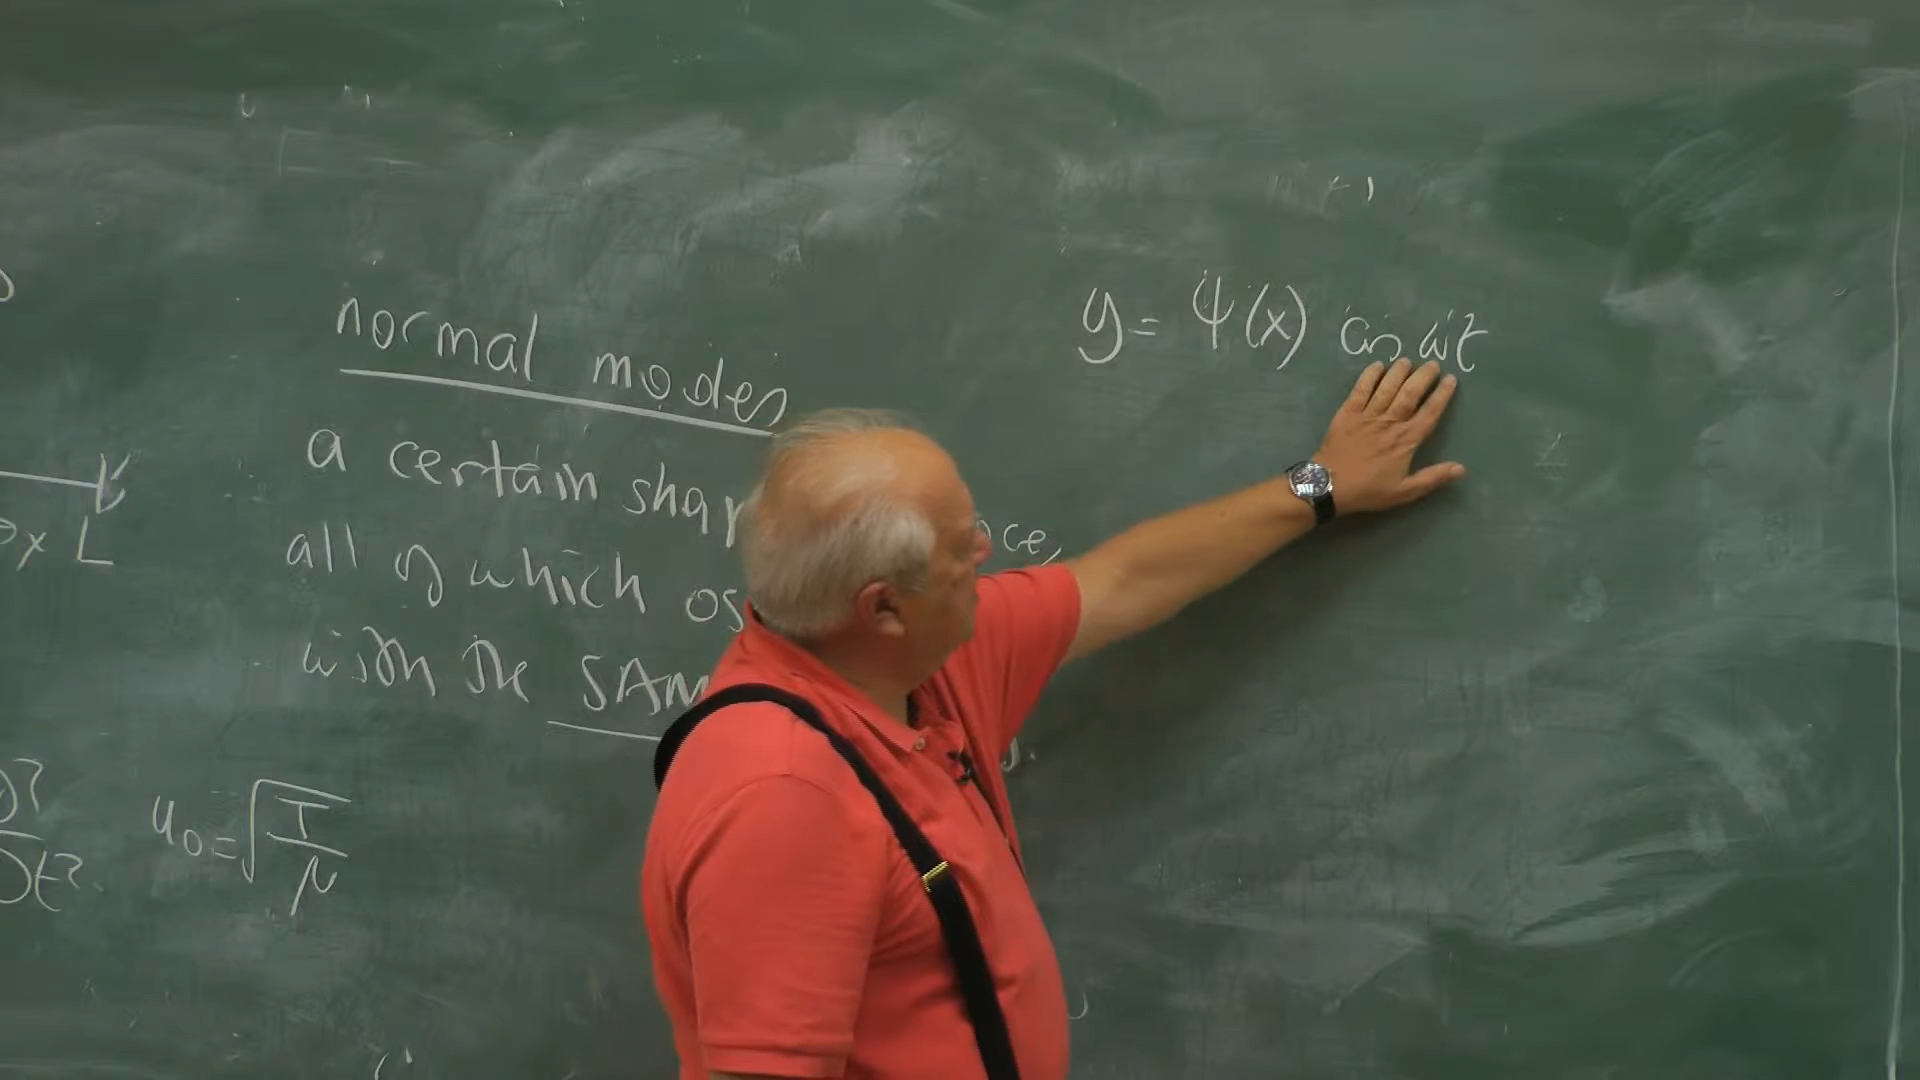 normal modes
a certain shap
all of which os
with the SAM
y = ψ(x) cos ωt
x L
u₀ = √(T/μ)